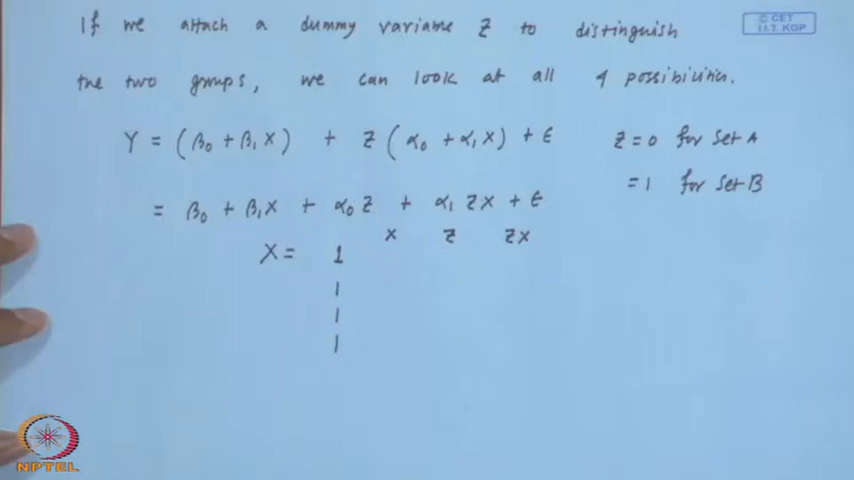 If we attach a dummy variable Z to distinguish
© CET
I.I.T. KGP
the two groups, we can look at all 4 possibilities.
Y = (β₀ + β₁X) + Z(α₀ + α₁X) + ε Z=0 for Set A
= β₀ + β₁X + α₀Z + α₁ZX + ε =1 for Set B
X Z ZX
X = 1
1
1
1
NPTEL